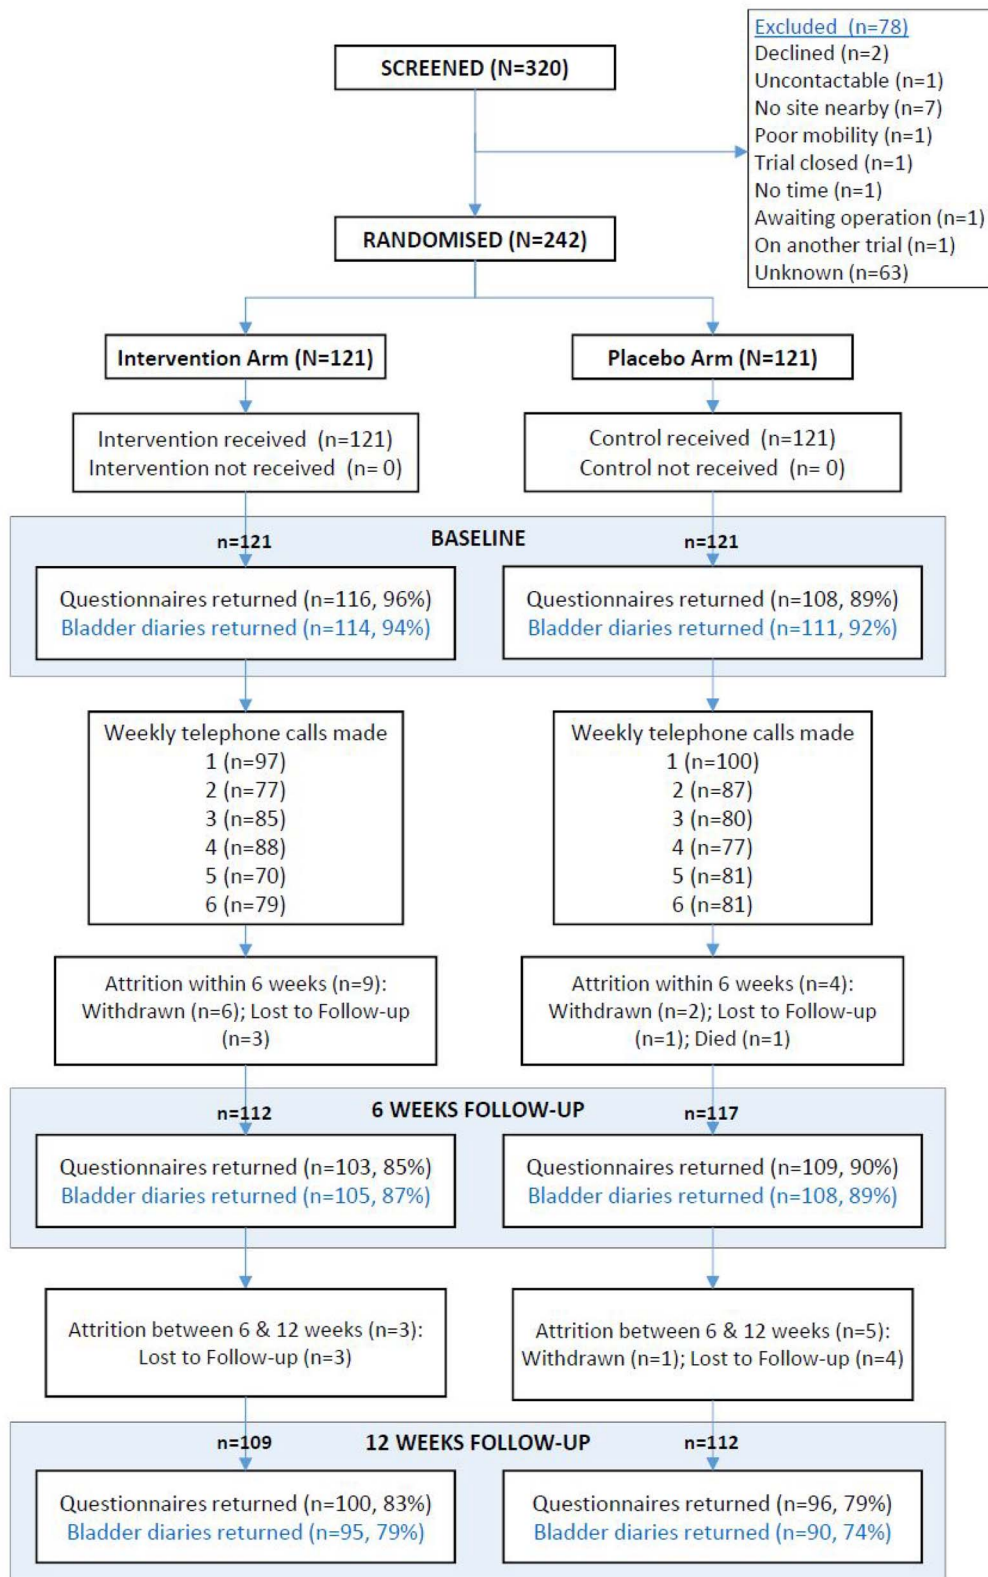 SCREENED (N=320)
Excluded  (n=78)
Declined (n=2)
Uncontactable (n=1)
No site nearby (n=7)
Poor mobility (n=1)
Trial closed (n=1)
No time (n=1)
Awaiting operation (n=1)
On another trial (n=1)
Unknown (n=63)
RANDOMISED (N=242)
Intervention Arm (N=121)
Placebo Arm (N=121)
Intervention received  (n=121)
Intervention not received  (n= 0)
Control received  (n=121)
Control not received  (n= 0)
BASELINE
n=121
n=121
Questionnaires returned (n=116, 96%)
Bladder diaries returned (n=114, 94%)
Questionnaires returned (n=108, 89%)
Bladder diaries returned (n=111, 92%)
Weekly telephone calls made
1 (n=97)
2 (n=77)
3 (n=85)
4 (n=88)
5 (n=70)
6 (n=79)
Weekly telephone calls made
1 (n=100)
2 (n=87)
3 (n=80)
4 (n=77)
5 (n=81)
6 (n=81)
Attrition within 6 weeks (n=9):
Withdrawn (n=6); Lost to Follow-up
(n=3)
Attrition within 6 weeks (n=4):
Withdrawn (n=2); Lost to Follow-up
(n=1); Died (n=1)
6 WEEKS FOLLOW-UP
n=112
n=117
Questionnaires returned (n=103, 85%)
Bladder diaries returned (n=105, 87%)
Questionnaires returned (n=109, 90%)
Bladder diaries returned (n=108, 89%)
Attrition between 6 & 12 weeks (n=3):
Lost to Follow-up (n=3)
Attrition between 6 & 12 weeks (n=5):
Withdrawn (n=1); Lost to Follow-up (n=4)
12 WEEKS FOLLOW-UP
n=109
n=112
Questionnaires returned (n=100, 83%)
Bladder diaries returned (n=95, 79%)
Questionnaires returned (n=96, 79%)
Bladder diaries returned (n=90, 74%)